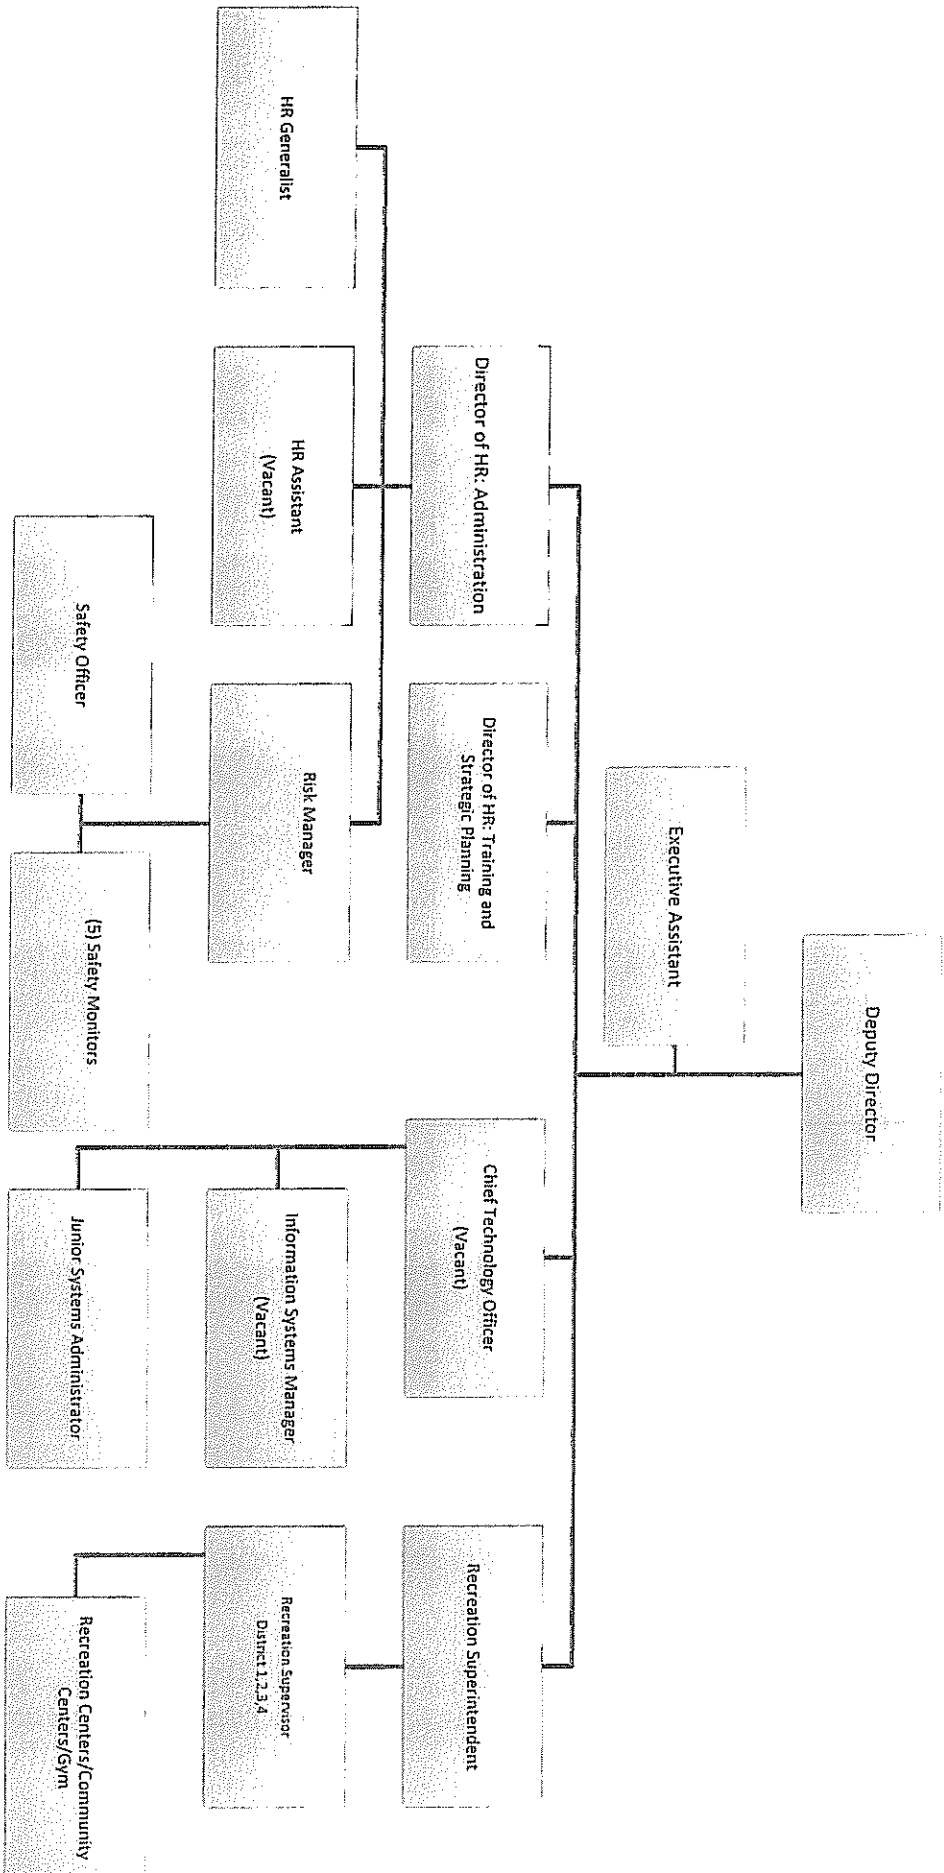 Deputy Director
Executive Assistant
Director of HR: Administration
Director of HR: Training and
Strategic Planning
Chief Technology Officer
(Vacant)
Recreation Superintendent
HR Generalist
HR Assistant
(Vacant)
Risk Manager
Information Systems Manager
(Vacant)
Recreation Supervisor
District 1,2,3,4
Safety Officer
(5) Safety Monitors
Junior Systems Administrator
Recreation Centers/Community
Centers/Gym